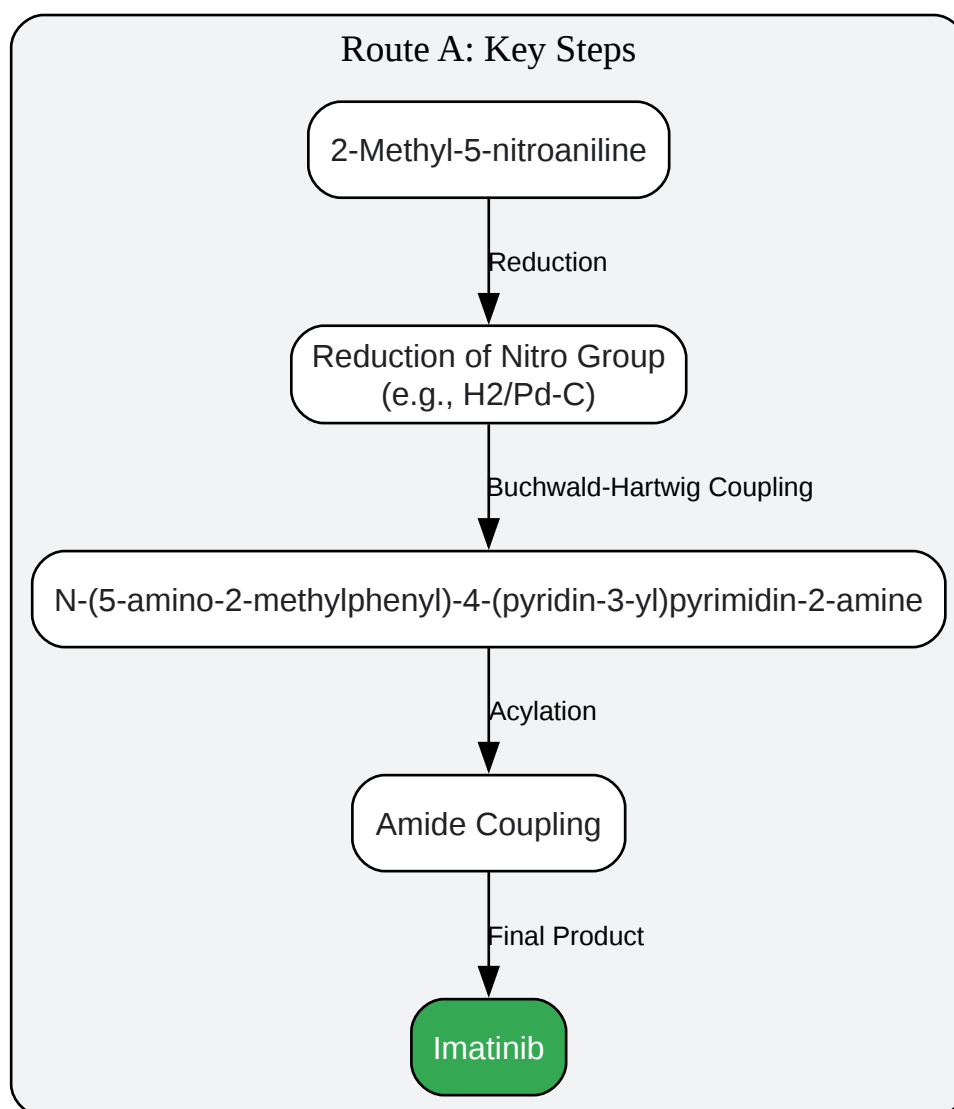 Route A: Key Steps
2-Methyl-5-nitroaniline
Reduction
Reduction of Nitro Group
(e.g., H2/Pd-C)
Buchwald-Hartwig Coupling
N-(5-amino-2-methylphenyl)-4-(pyridin-3-yl)pyrimidin-2-amine
Acylation
Amide Coupling
Final Product
Imatinib